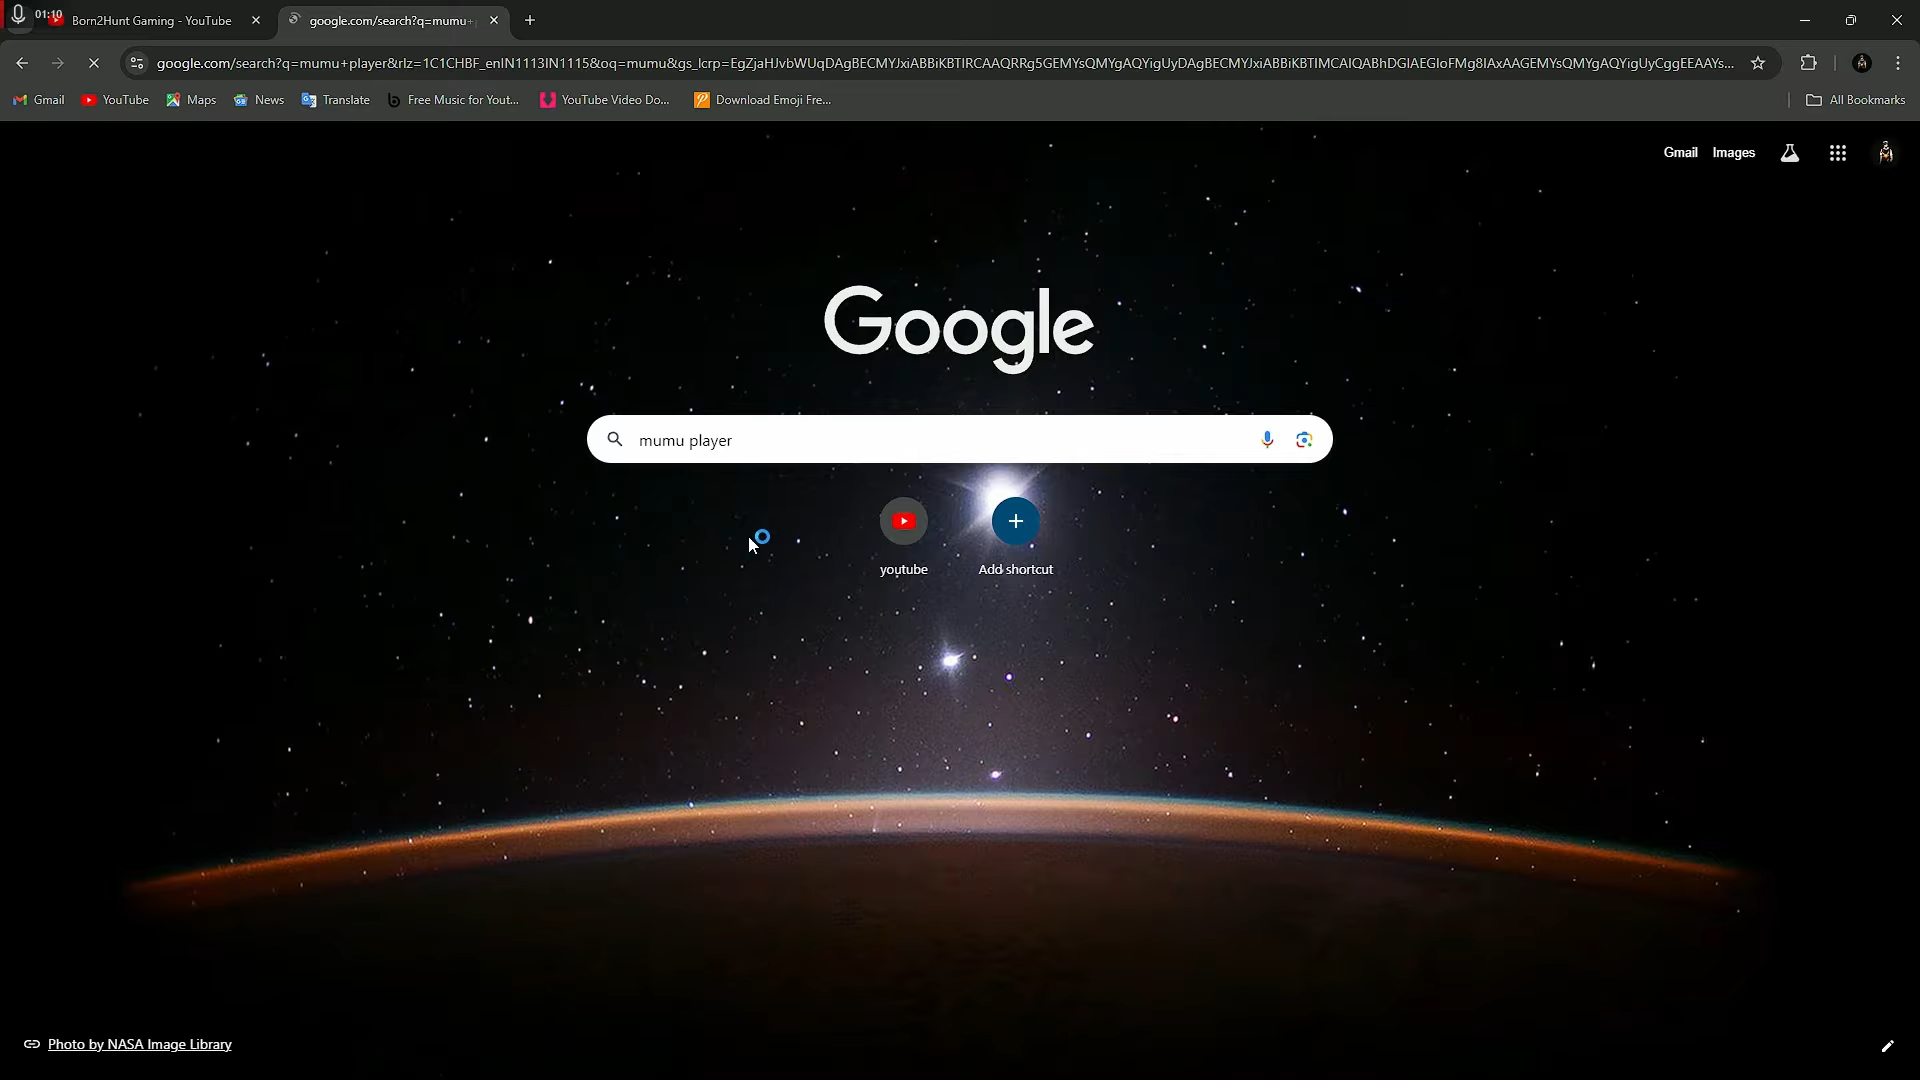 01:10
Born2Hunt Gaming - YouTube
google.com/search?q=mumu+
google.com/search?q=mumu+player&rlz=1C1CHBF_enIN1113IN1115&oq=mumu&gs_lcrp=EgZjaHJvbWUqDAgBECMYJxiABBiKBTIRCAAQRRg5GEMYsQMYgAQYigUyDAgBECMYJxiABBiKBTIMCAIQABhDGIAEGIoFMg8IAxAAGEMYsQMYgAQYigUyCggEEAAYs...
Gmail
YouTube
Maps
News
Translate
Free Music for Yout...
YouTube Video Do...
Download Emoji Fre...
All Bookmarks
Gmail
Images
Google
mumu player
youtube
Add shortcut
Photo by NASA Image Library